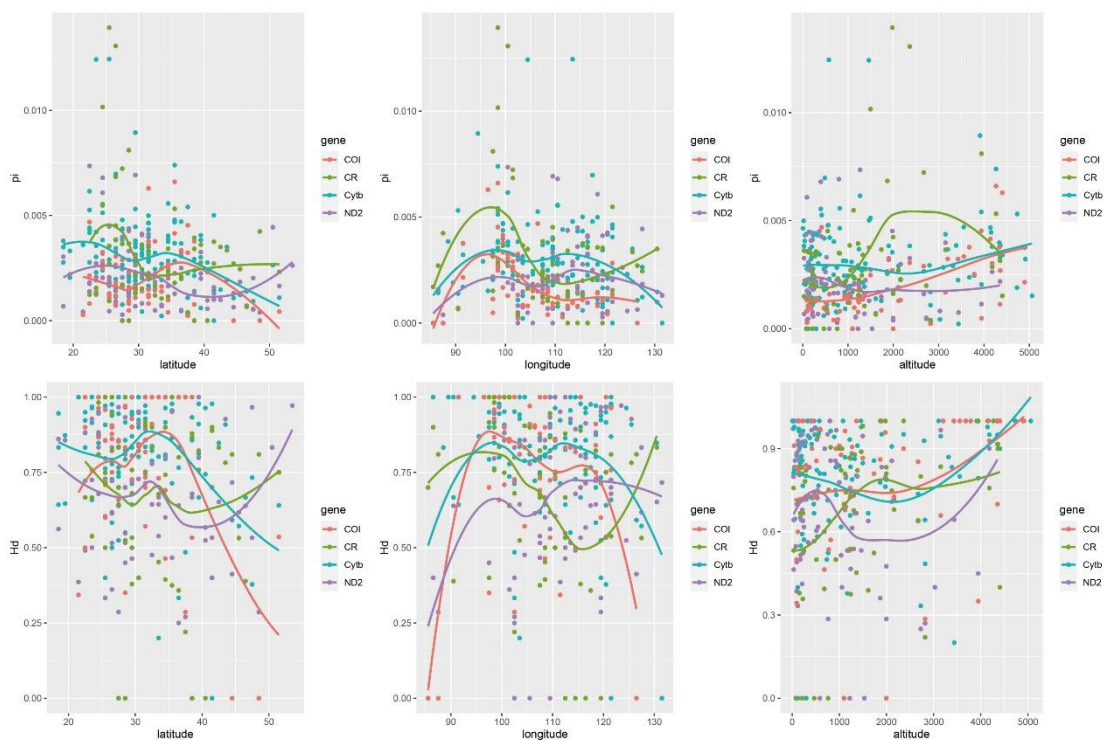 pi
0.010
0.005
0.000
20 30 40 50
latitude
gene
COI
CR
Cytb
ND2
pi
0.010
0.005
0.000
90 100 110 120 130
longitude
gene
COI
CR
Cytb
ND2
pi
0.010
0.005
0.000
0 1000 2000 3000 4000 5000
altitude
gene
COI
CR
Cytb
ND2
Hd
1.00
0.75
0.50
0.25
0.00
20 30 40 50
latitude
gene
COI
CR
Cytb
ND2
Hd
1.00
0.75
0.50
0.25
0.00
90 100 110 120 130
longitude
gene
COI
CR
Cytb
ND2
Hd
0.9
0.6
0.3
0.0
0 1000 2000 3000 4000 5000
altitude
gene
COI
CR
Cytb
ND2